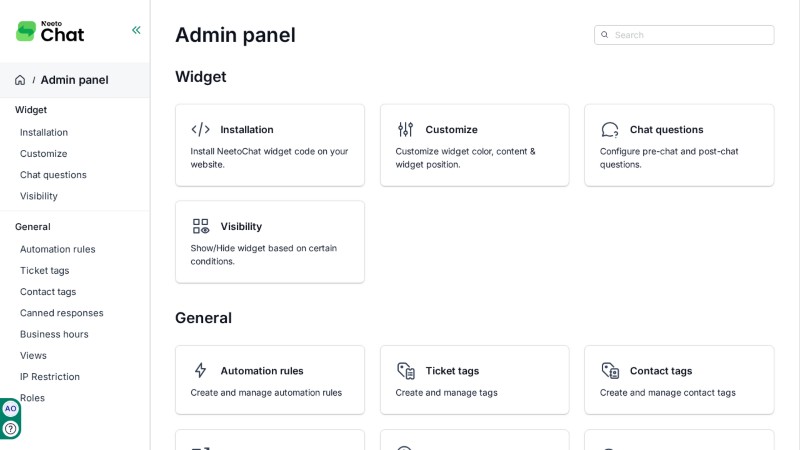 Neeto
Chat
/ Admin panel
Widget
Installation
Customize
Chat questions
Visibility
General
Automation rules
Ticket tags
Contact tags
Canned responses
Business hours
Views
IP Restriction
Roles
AO
Admin panel
Search
Widget
Installation
Install NeetoChat widget code on your
website.
Customize
Customize widget color, content &
widget position.
Chat questions
Configure pre-chat and post-chat
questions.
Visibility
Show/Hide widget based on certain
conditions.
General
Automation rules
Create and manage automation rules
Ticket tags
Create and manage tags
Contact tags
Create and manage contact tags